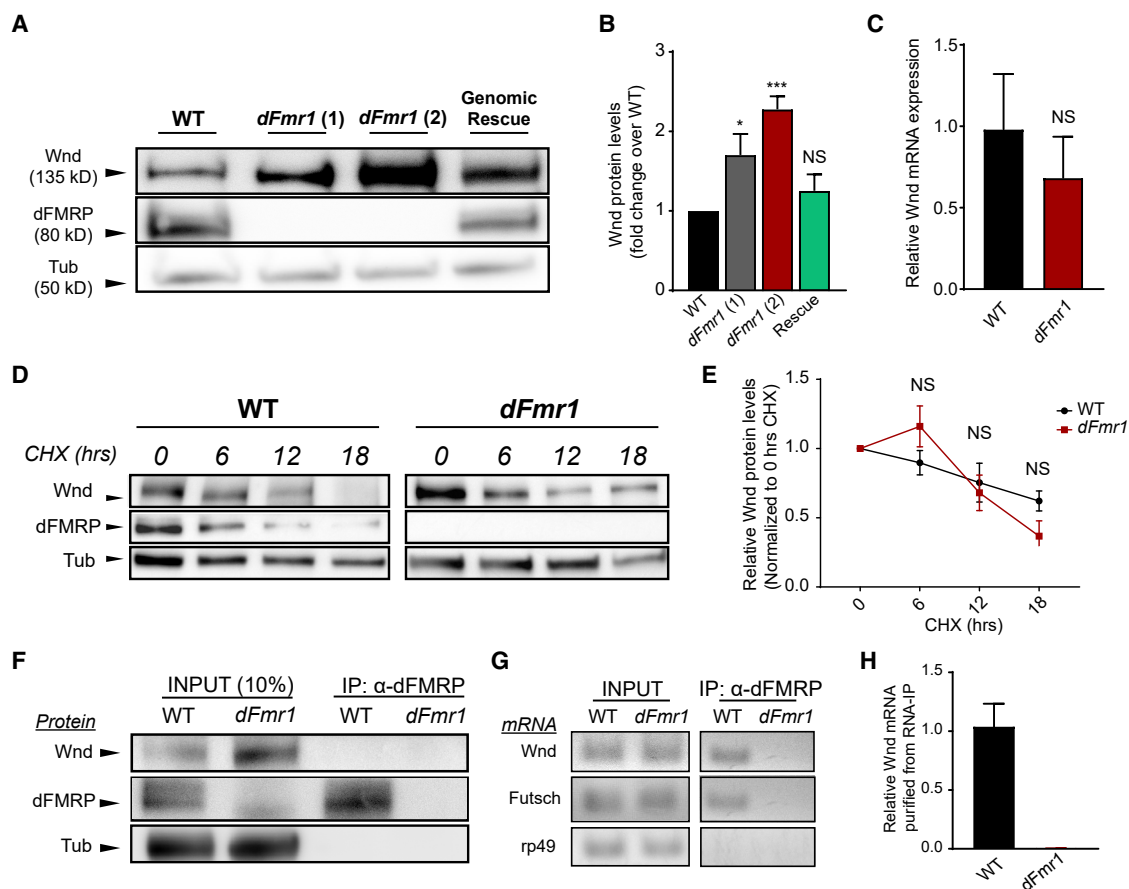 A
WT
dFmr1 (1)
dFmr1 (2)
Genomic
Rescue
Wnd
(135 kD)
dFMRP
(80 kD)
Tub
(50 kD)
B
Wnd protein levels
(fold change over WT)
3
2
1
0
*
***
NS
WT
dFmr1 (1)
dFmr1 (2)
Rescue
C
Relative Wnd mRNA expression
1.5
1.0
0.5
0.0
NS
WT
dFmr1
D
WT
dFmr1
CHX (hrs)
0 6 12 18
0 6 12 18
Wnd
dFMRP
Tub
E
Relative Wnd protein levels
(Normalized to 0 hrs CHX)
1.5
1.0
0.5
0.0
NS
NS
NS
WT
dFmr1
0 6 12 18
CHX (hrs)
F
INPUT (10%)
IP: α-dFMRP
Protein
WT dFmr1
WT dFmr1
Wnd
dFMRP
Tub
G
INPUT
IP: α-dFMRP
mRNA
WT dFmr1
WT dFmr1
Wnd
Futsch
rp49
H
Relative Wnd mRNA
purified from RNA-IP
1.5
1.0
0.5
0.0
WT
dFmr1